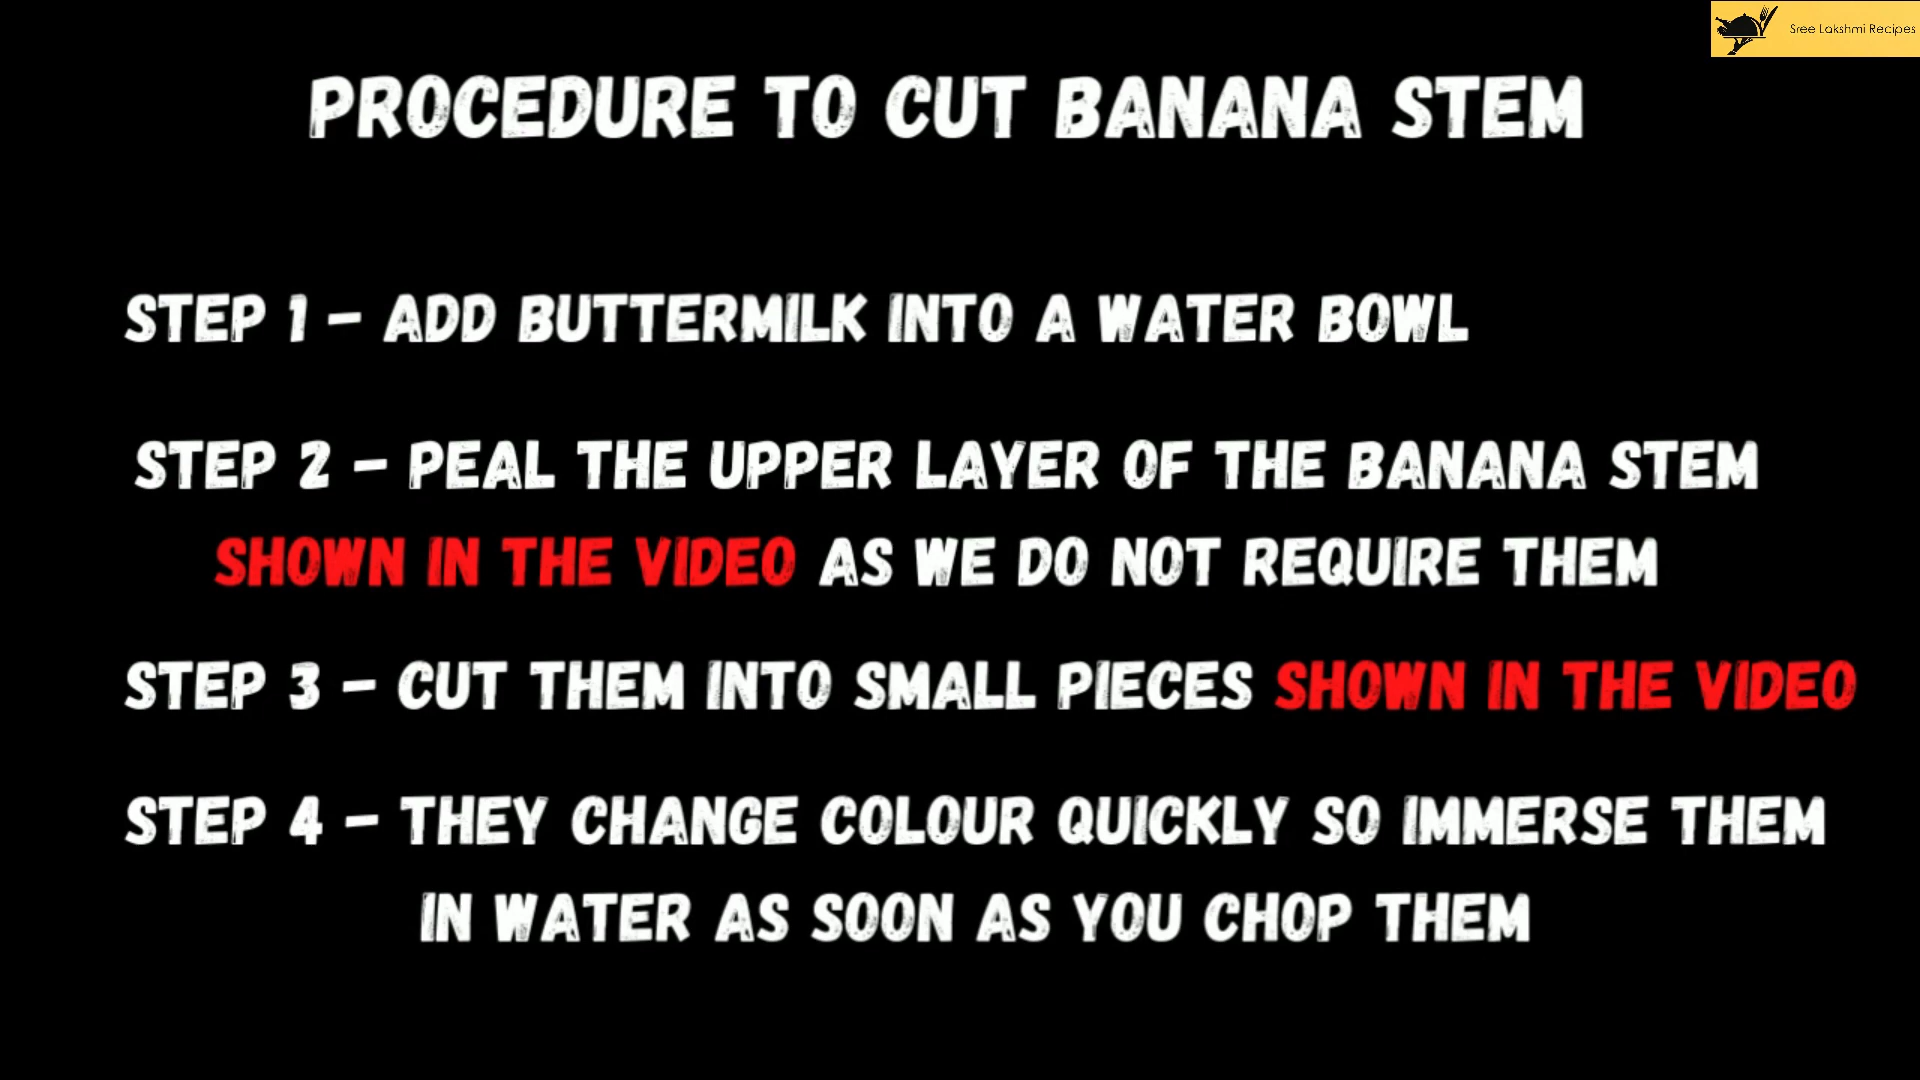 Sree Lakshmi Recipes
PROCEDURE TO CUT BANANA STEM
STEP 1 – ADD BUTTERMILK INTO A WATER BOWL
STEP 2 – PEAL THE UPPER LAYER OF THE BANANA STEM
SHOWN IN THE VIDEO AS WE DO NOT REQUIRE THEM
STEP 3 – CUT THEM INTO SMALL PIECES SHOWN IN THE VIDEO
STEP 4 – THEY CHANGE COLOUR QUICKLY SO IMMERSE THEM
IN WATER AS SOON AS YOU CHOP THEM